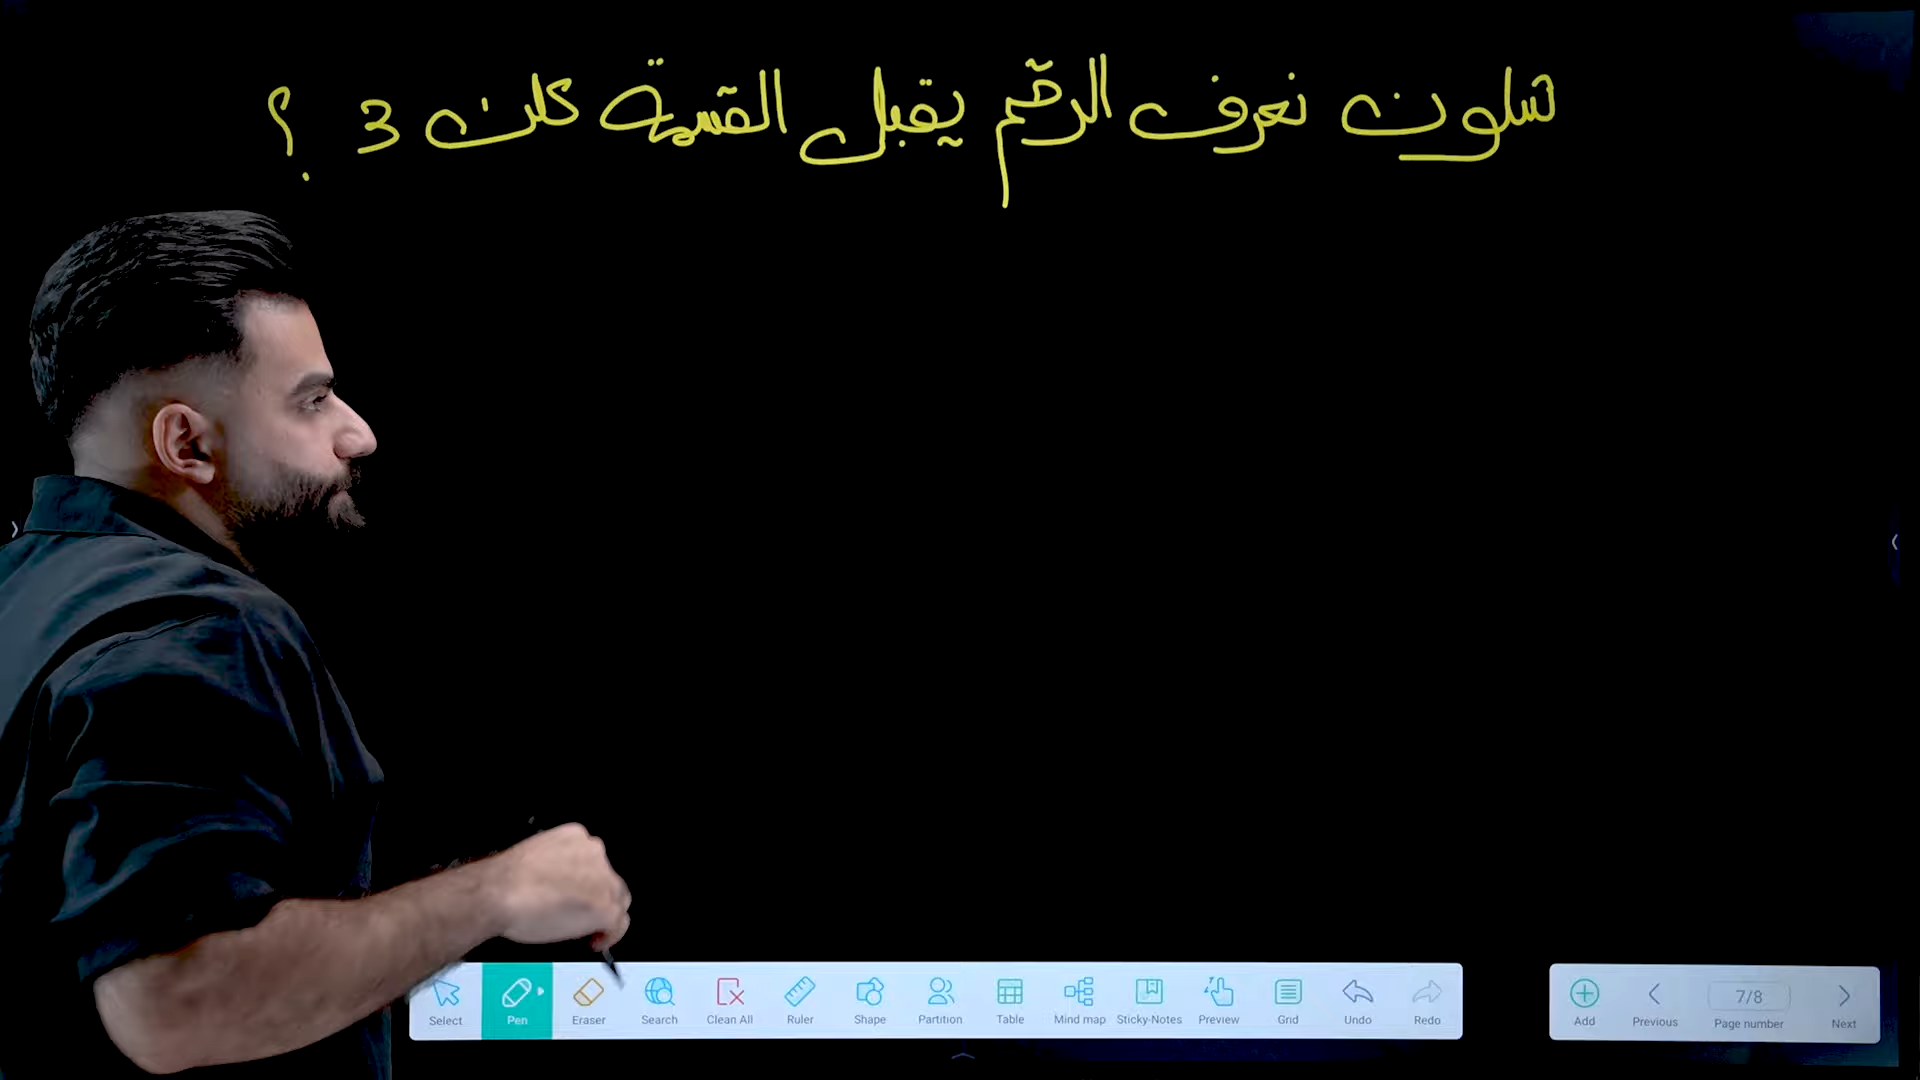 شلون نعرف الرقم يقبل القسمة على 3 ؟
Select Pen Eraser Search Clean All Ruler Shape Partition Table Mind map Sticky-Notes Preview Grid Undo Redo
Add Previous 7/8 Page number Next